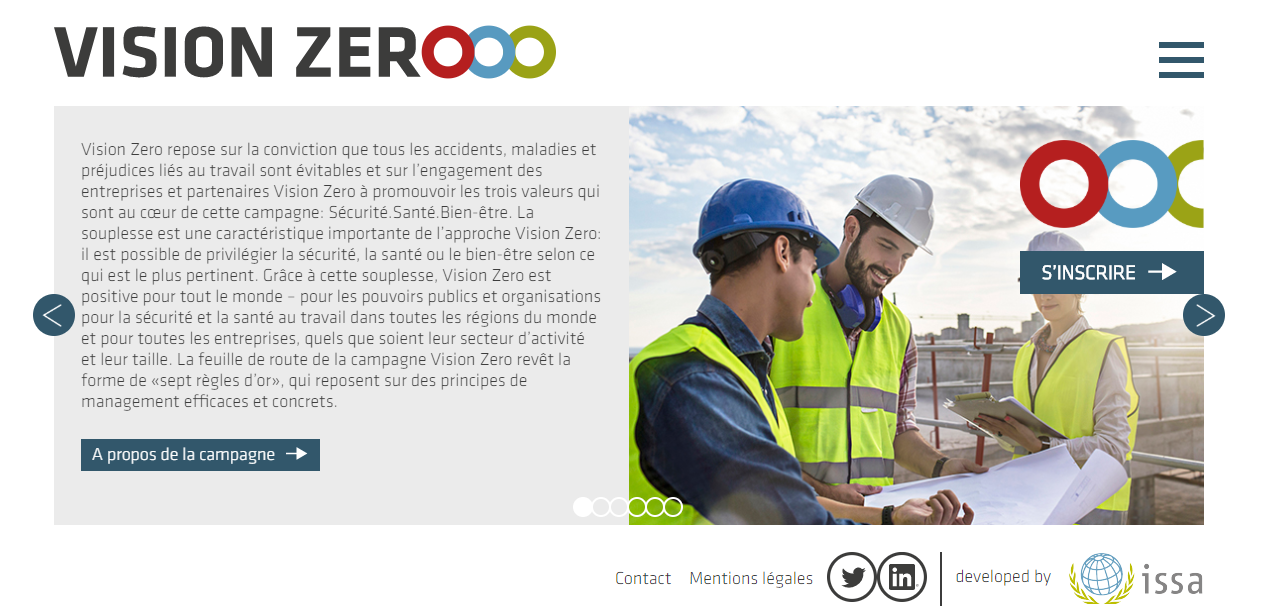 VISION ZERO
Vision Zero repose sur la conviction que tous les accidents, maladies et
préjudices liés au travail sont évitables et sur l’engagement des
entreprises et partenaires Vision Zero à promouvoir les trois valeurs qui
sont au cœur de cette campagne: Sécurité.Santé.Bien-être. La
souplesse est une caractéristique importante de l’approche Vision Zero:
il est possible de privilégier la sécurité, la santé ou le bien-être selon ce
qui est le plus pertinent. Grâce à cette souplesse, Vision Zero est
positive pour tout le monde – pour les pouvoirs publics et organisations
pour la sécurité et la santé au travail dans toutes les régions du monde
et pour toutes les entreprises, quels que soient leur secteur d’activité
et leur taille. La feuille de route de la campagne Vision Zero revêt la
forme de «sept règles d’or», qui reposent sur des principes de
management efficaces et concrets.
A propos de la campagne
S’INSCRIRE
Contact Mentions légales in developed by issa